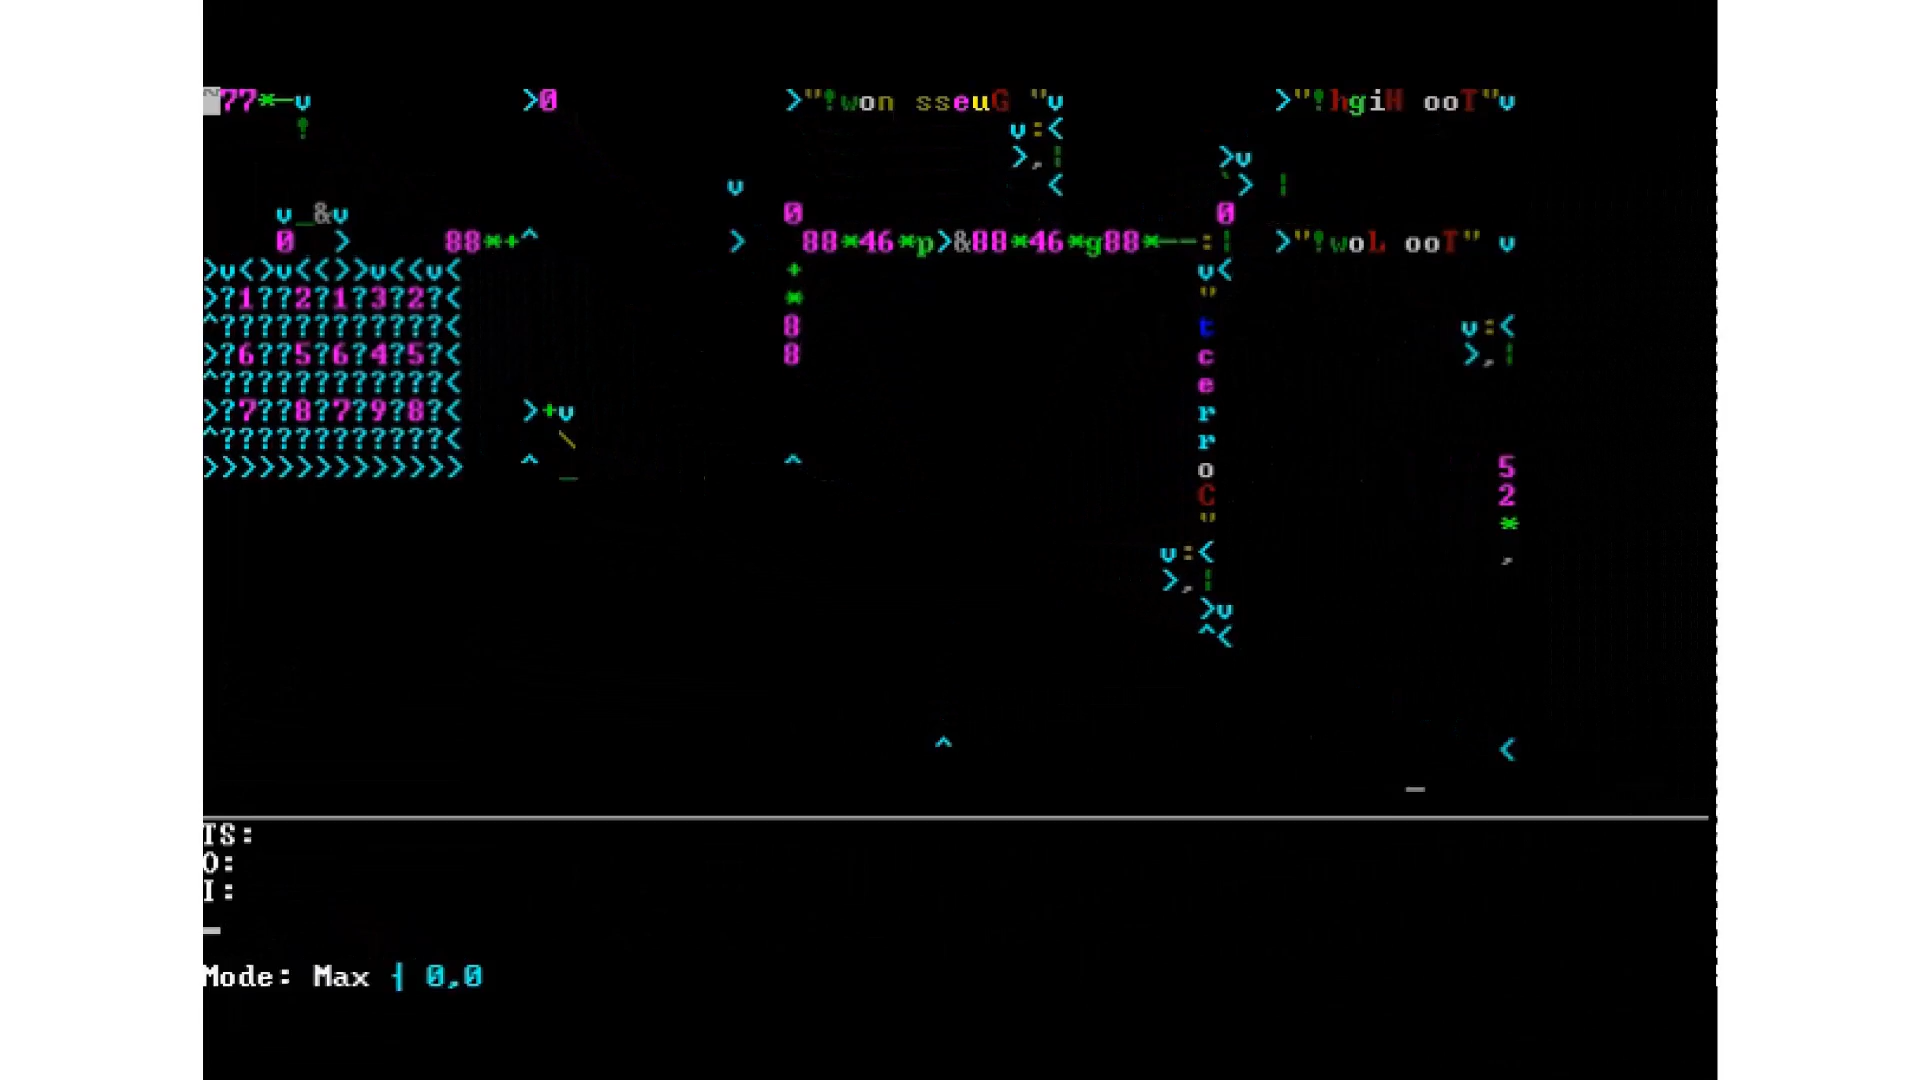 ~77*-v >0 >"!won sseuG "v >"!hgiH ooT"v
! v:<
>,| >v
v < `> |
v_&v 0 0
0 > 88*+^ > 88*46*p>&88*46*g88*--:| >"!woL ooT" v
>v<>v<<>>v<<v< + v<
>?1??2?1?3?2?< * "
^????????????< 8 t v:<
>?6??5?6?4?5?< 8 c >,|
^????????????< e
>?7??8?7?9?8?< >+v r
^????????????< \ r
>>>>>>>>>>>>>> ^ _ ^ o 5
C 2
" *
v:< ,
>,|
>v
^<
^ <
TS:
O:
I:
Mode: Max | 0,0